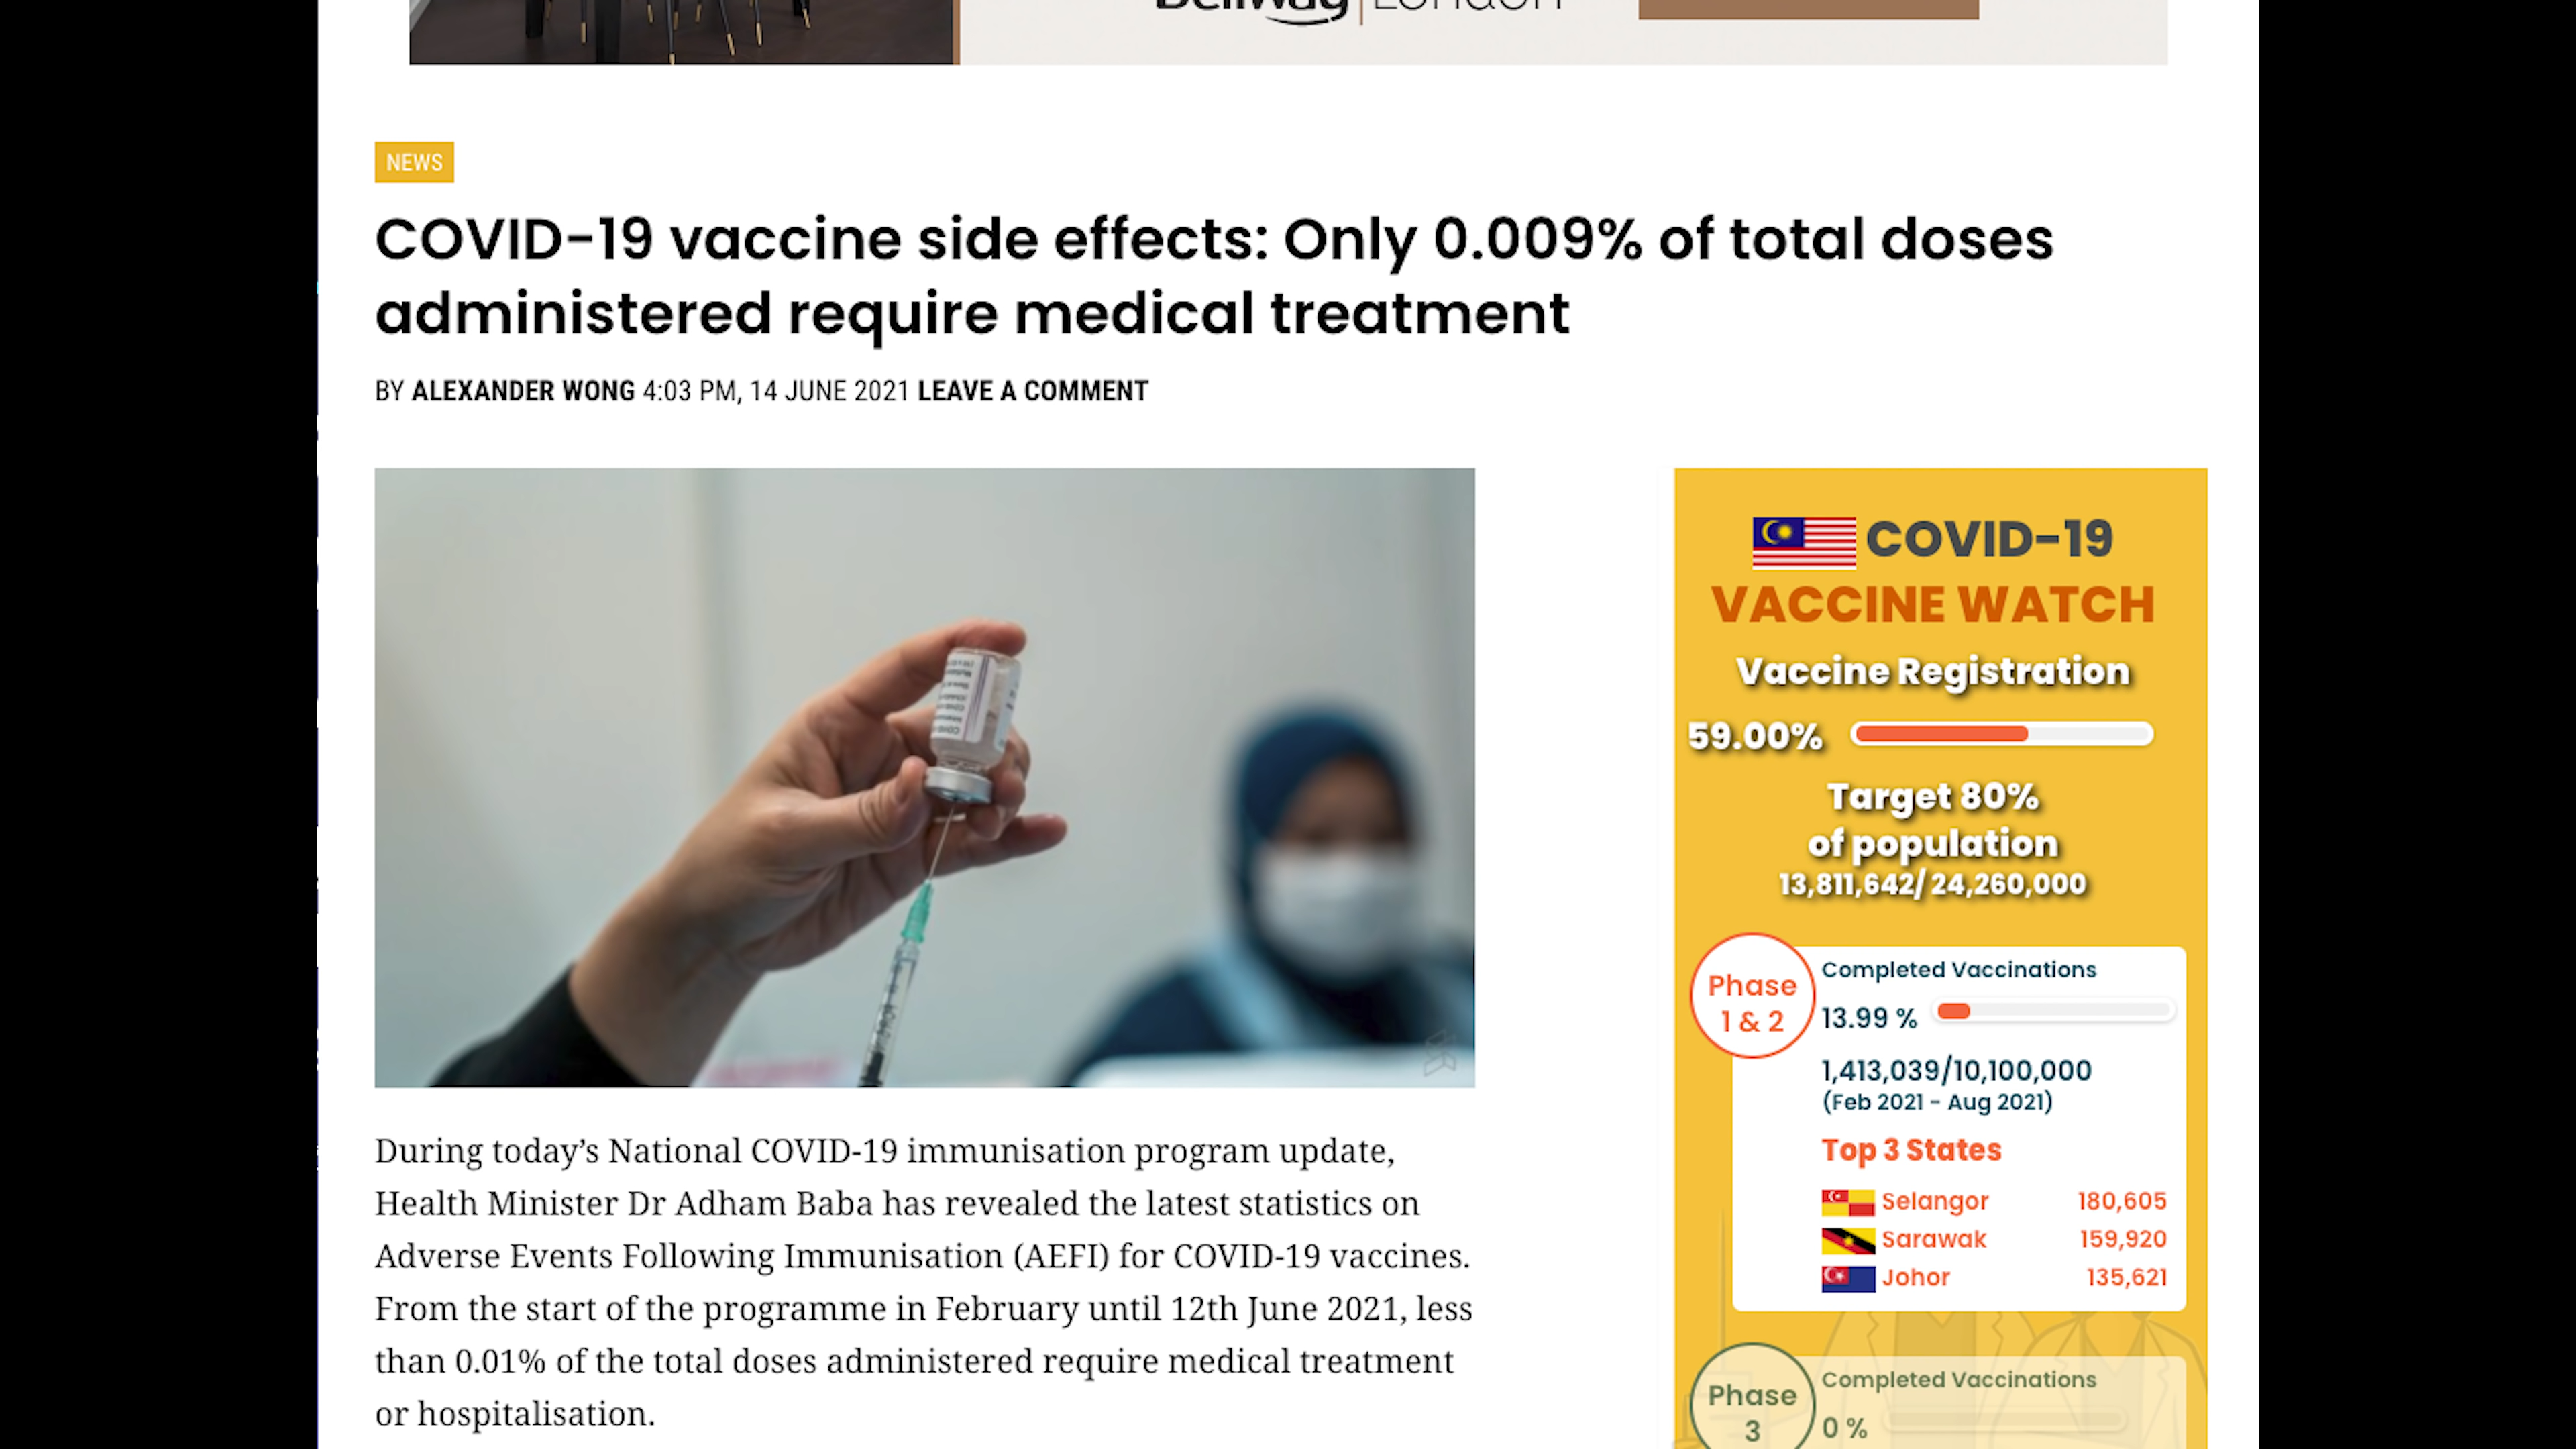 Bellway London
NEWS
COVID-19 vaccine side effects: Only 0.009% of total doses
administered require medical treatment
BY ALEXANDER WONG 4:03 PM, 14 JUNE 2021 LEAVE A COMMENT
During today’s National COVID-19 immunisation program update,
Health Minister Dr Adham Baba has revealed the latest statistics on
Adverse Events Following Immunisation (AEFI) for COVID-19 vaccines.
From the start of the programme in February until 12th June 2021, less
than 0.01% of the total doses administered require medical treatment
or hospitalisation.
COVID-19
VACCINE WATCH
Vaccine Registration
59.00%
Target 80%
of population
13,811,642/24,260,000
Phase
1 & 2
Completed Vaccinations
13.99 %
1,413,039/10,100,000
(Feb 2021 - Aug 2021)
Top 3 States
Selangor 180,605
Sarawak 159,920
Johor 135,621
Phase
3
Completed Vaccinations
0 %